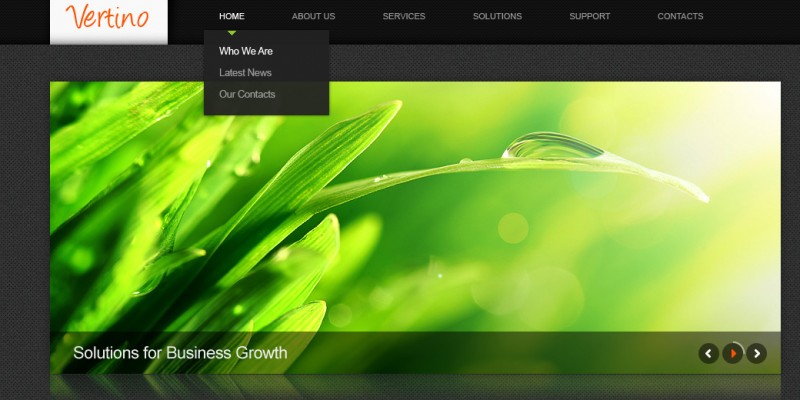 Vertino
HOME ABOUT US SERVICES SOLUTIONS SUPPORT CONTACTS
Who We Are
Latest News
Our Contacts
Solutions for Business Growth